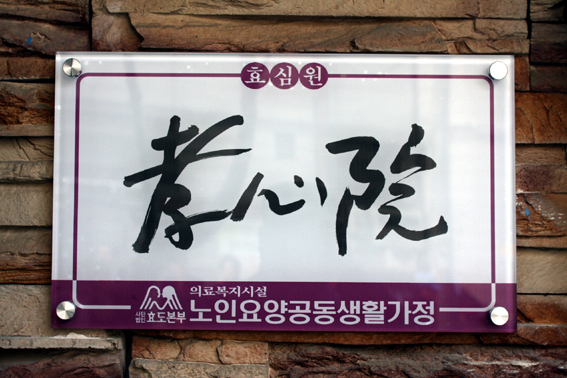 효심원
孝心院
의료복지시설
사단법인 효도본부 노인요양공동생활가정